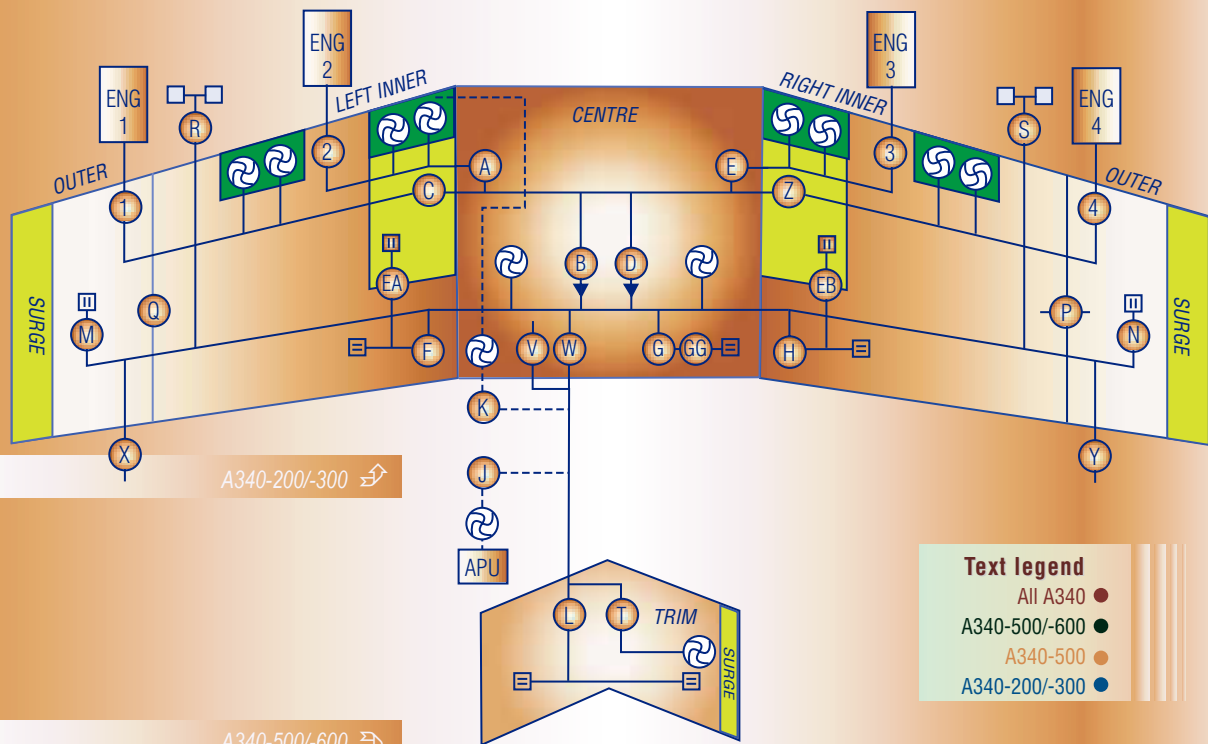 ENG
1
ENG
2
ENG
3
ENG
4
LEFT INNER
CENTRE
RIGHT INNER
OUTER
OUTER
R
2
A
E
3
S
1
C
Z
4
SURGE
M
Q
EA
B
D
EB
P
N
SURGE
F
V
W
G
GG
H
K
X
Y
A340-200/-300
J
APU
L
T
TRIM
SURGE
Text legend
All A340
A340-500/-600
A340-500
A340-200/-300
A340-500/-600